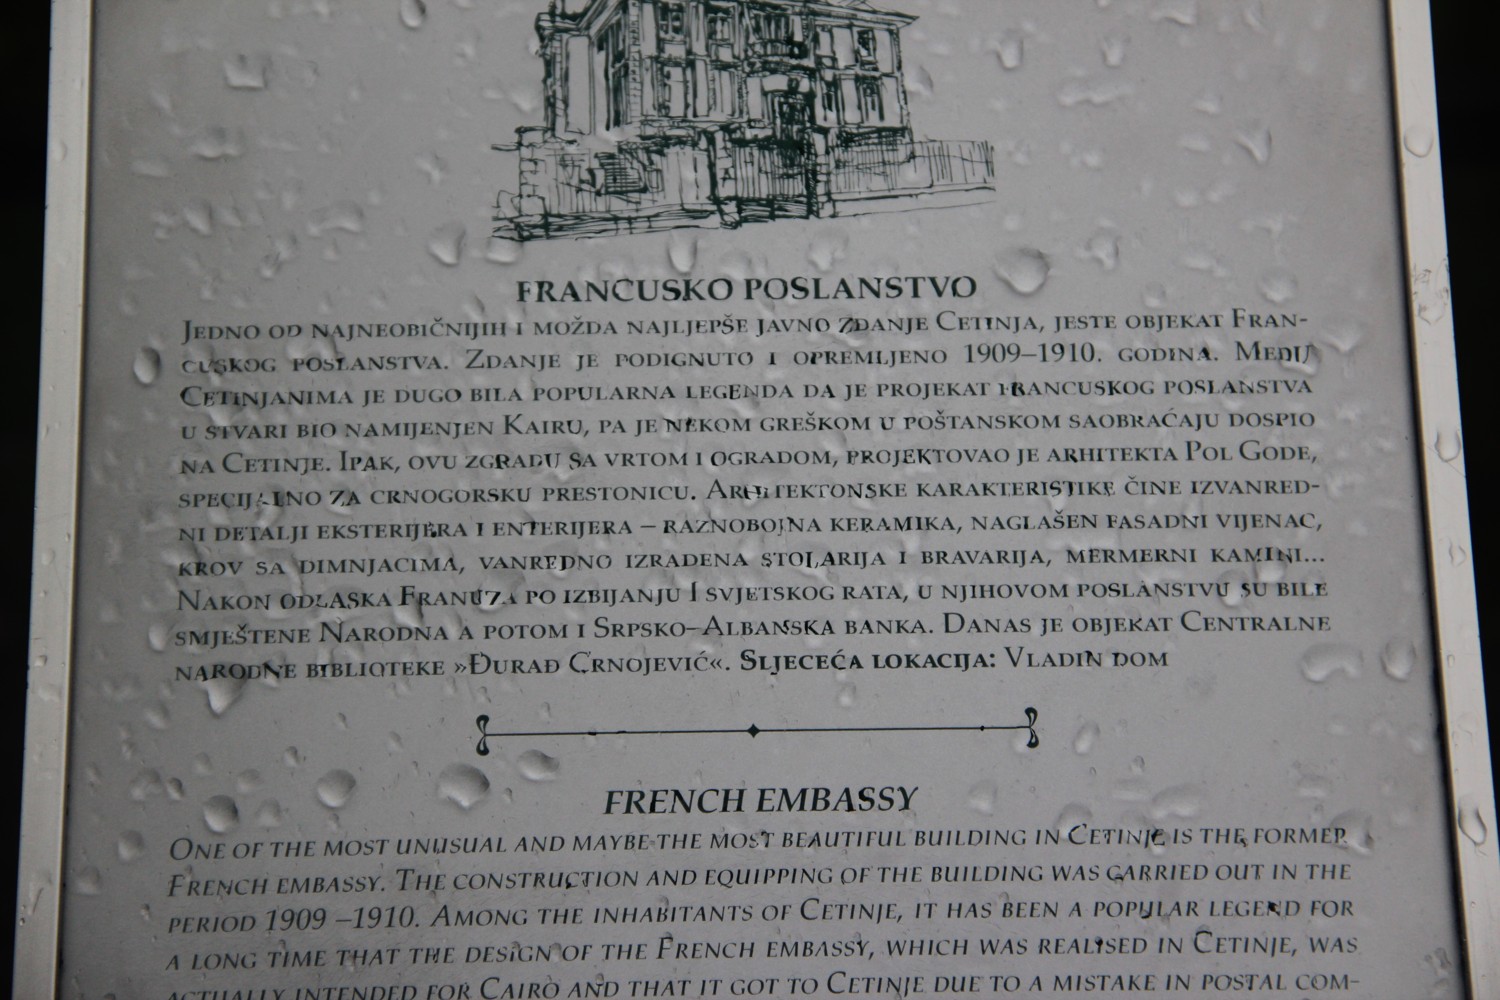 FRANCUSKO POSLANSTVO
JEDNO OD NAJNEOBIČNIJIH I MOŽDA NAJLJEPŠE JAVNO ZDANJE CETINJA, JESTE OBJEKAT FRAN-
CUSKOG POSLANSTVA. ZDANJE JE PODIGNUTO I OPREMLJENO 1909–1910. GODINA. MEDIJ
CETINJANIMA JE DUGO BILA POPULARNA LEGENDA DA JE PROJEKAT FRANCUSKOG POSLANSTVA
U STVARI BIO NAMIJENJEN KAIRU, PA JE NEKOM GREŠKOM U POŠTANSKOM SAOBRAĆAJU DOSPIO
NA CETINJE. IPAK, OVU ZGRADU SA VRTOM I OGRADOM, PROJEKTOVAO JE ARHITEKTA POL GODE,
SPECIJALNO ZA CRNOGORSKU PRESTONICU. ARHITEKTONSKE KARAKTERISTIKE ČINE IZVANRED-
NI DETALJI EKSTERIJERA I ENTERIJERA – RAZNOBOJNA KERAMIKA, NAGLAŠEN FASADNI VIJENAC,
KROV SA DIMNJACIMA, VANREDNO IZRAĐENA STOLARIJA I BRAVARIJA, MERMERNI KAMINI...
NAKON ODLASKA FRANUZA PO IZBIJANJU I SVJETSKOG RATA, U NJIHOVOM POSLANSTVU SU BILE
SMJEŠTENE NARODNA A POTOM I SRPSKO–ALBANSKA BANKA. DANAS JE OBJEKAT CENTRALNE
NARODNE BIBLIOTEKE »ĐURAĐ CRNOJEVIĆ«. SLJECEĆA LOKACIJA: VLADIN DOM
FRENCH EMBASSY
ONE OF THE MOST UNUSUAL AND MAYBE THE MOST BEAUTIFUL BUILDING IN CETINJE IS THE FORMER
FRENCH EMBASSY. THE CONSTRUCTION AND EQUIPPING OF THE BUILDING WAS CARRIED OUT IN THE
PERIOD 1909 –1910. AMONG THE INHABITANTS OF CETINJE, IT HAS BEEN A POPULAR LEGEND FOR
A LONG TIME THAT THE DESIGN OF THE FRENCH EMBASSY, WHICH WAS REALISED IN CETINJE, WAS
ACTUALLY INTENDED FOR CAIRO AND THAT IT GOT TO CETINJE DUE TO A MISTAKE IN POSTAL COM-